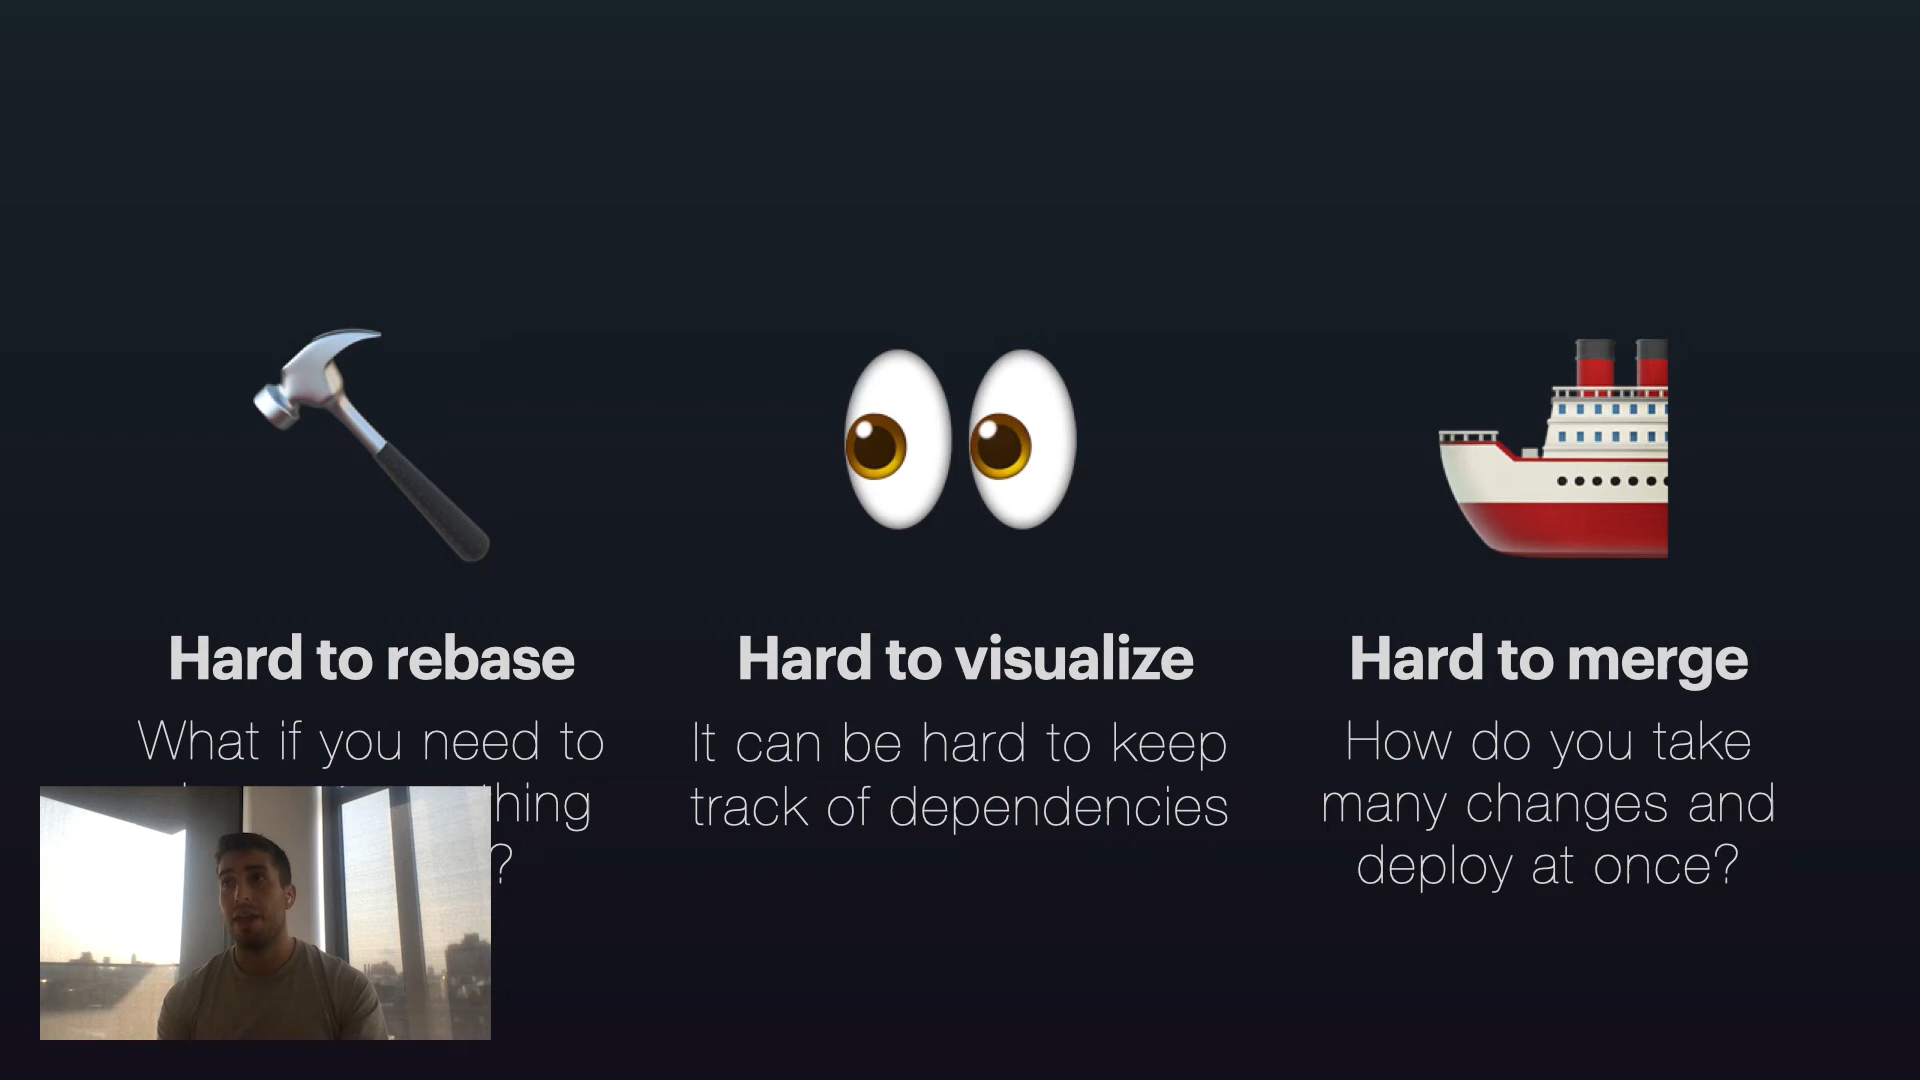 Hard to rebase
What if you need to
thing
?
Hard to visualize
It can be hard to keep
track of dependencies
Hard to merge
How do you take
many changes and
deploy at once?